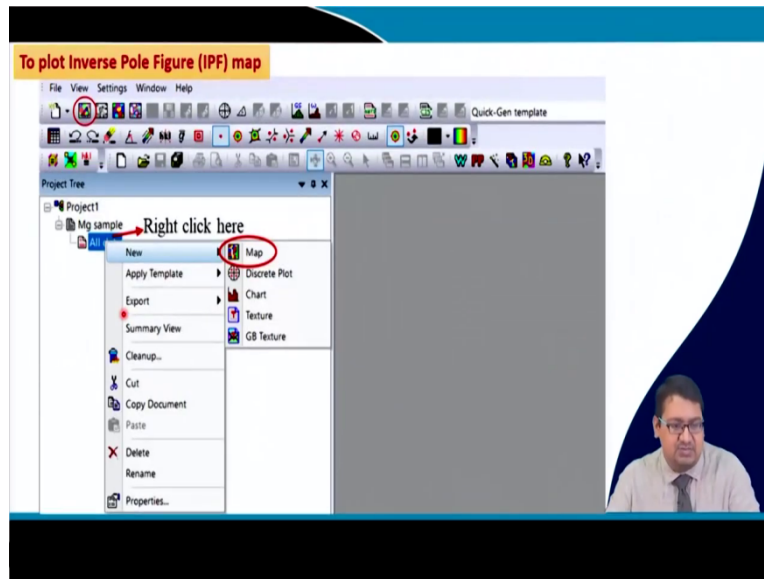 To plot Inverse Pole Figure (IPF) map
File View Settings Window Help
Quick-Gen template
Project Tree
Project1
Mg sample
Right click here
All
New
Map
Apply Template
Discrete Plot
Export
Chart
Texture
Summary View
GB Texture
Cleanup...
Cut
Copy Document
Paste
Delete
Rename
Properties...